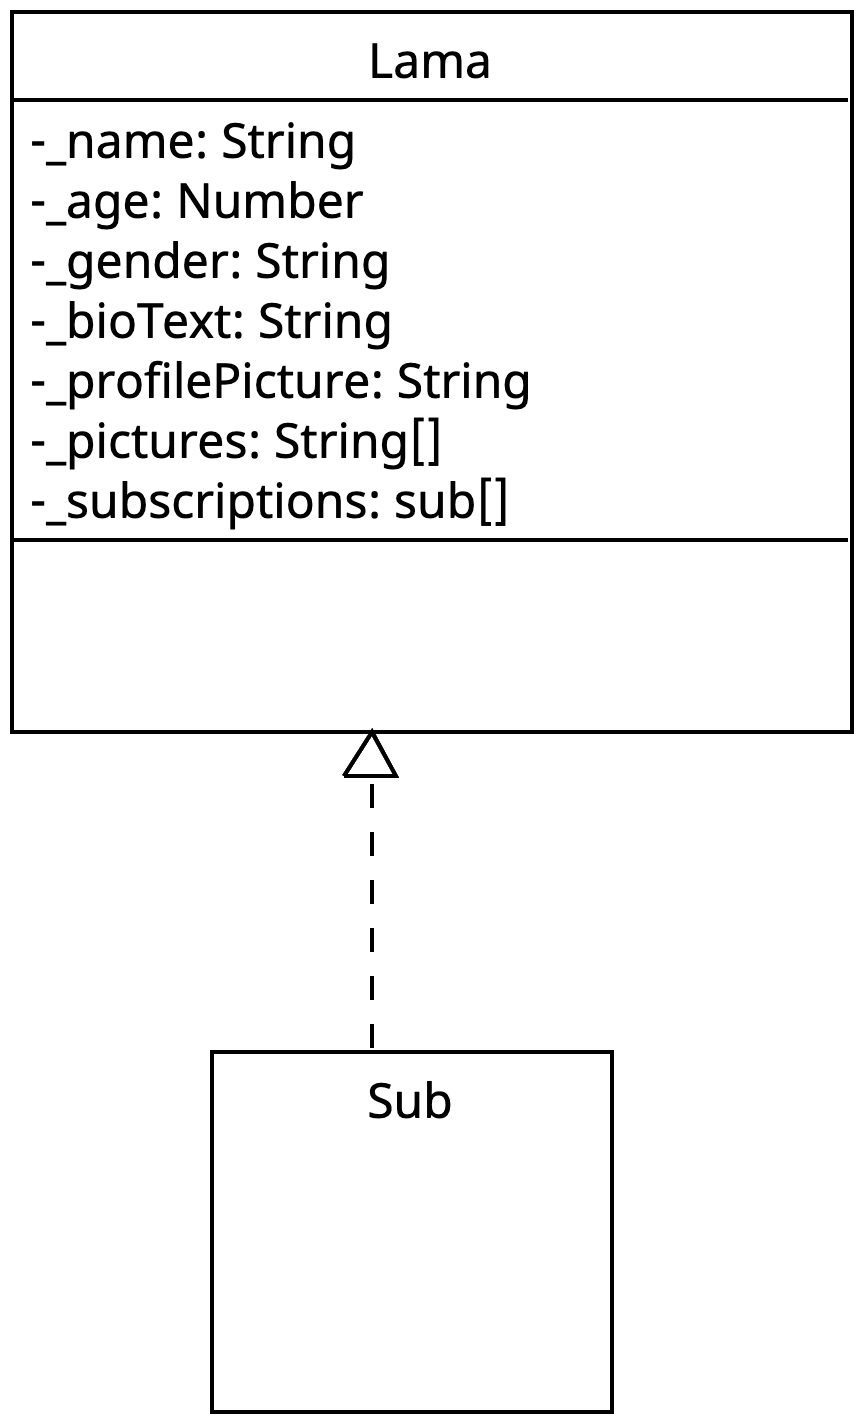 Lama
-_name: String
-_age: Number
-_gender: String
-_bioText: String
-_profilePicture: String
-_pictures: String[]
-_subscriptions: sub[]
Sub